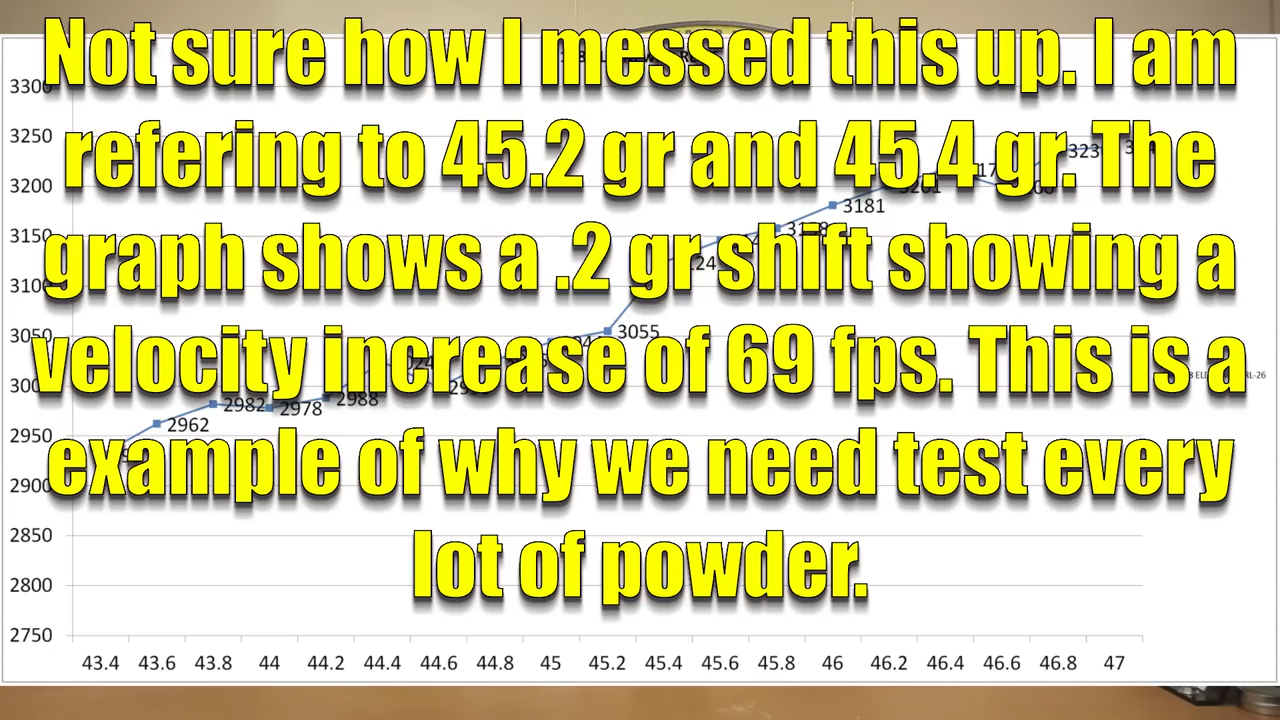 Not sure how I messed this up. I am
refering to 45.2 gr and 45.4 gr. The
graph shows a .2 gr shift showing a
velocity increase of 69 fps. This is a
example of why we need test every
lot of powder.
3300
3250
3200
3150
3100
3050
3000
2950
2900
2850
2800
2750
2962
2982
2978
2988
3055
3181
3201
RL-26
43.4 43.6 43.8 44 44.2 44.4 44.6 44.8 45 45.2 45.4 45.6 45.8 46 46.2 46.4 46.6 46.8 47